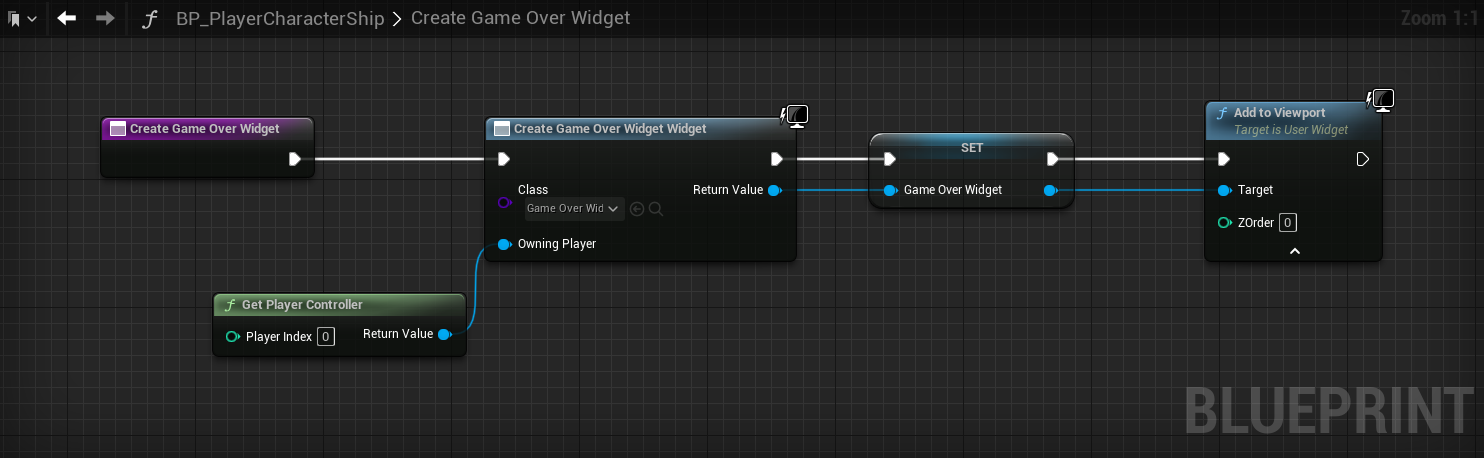 BP_PlayerCharacterShip > Create Game Over Widget
Zoom 1:1
Create Game Over Widget
Create Game Over Widget Widget
Class
Game Over Wid
Return Value
Owning Player
SET
Game Over Widget
f Add to Viewport
Target is User Widget
Target
ZOrder 0
f Get Player Controller
Player Index 0
Return Value
BLUEPRINT